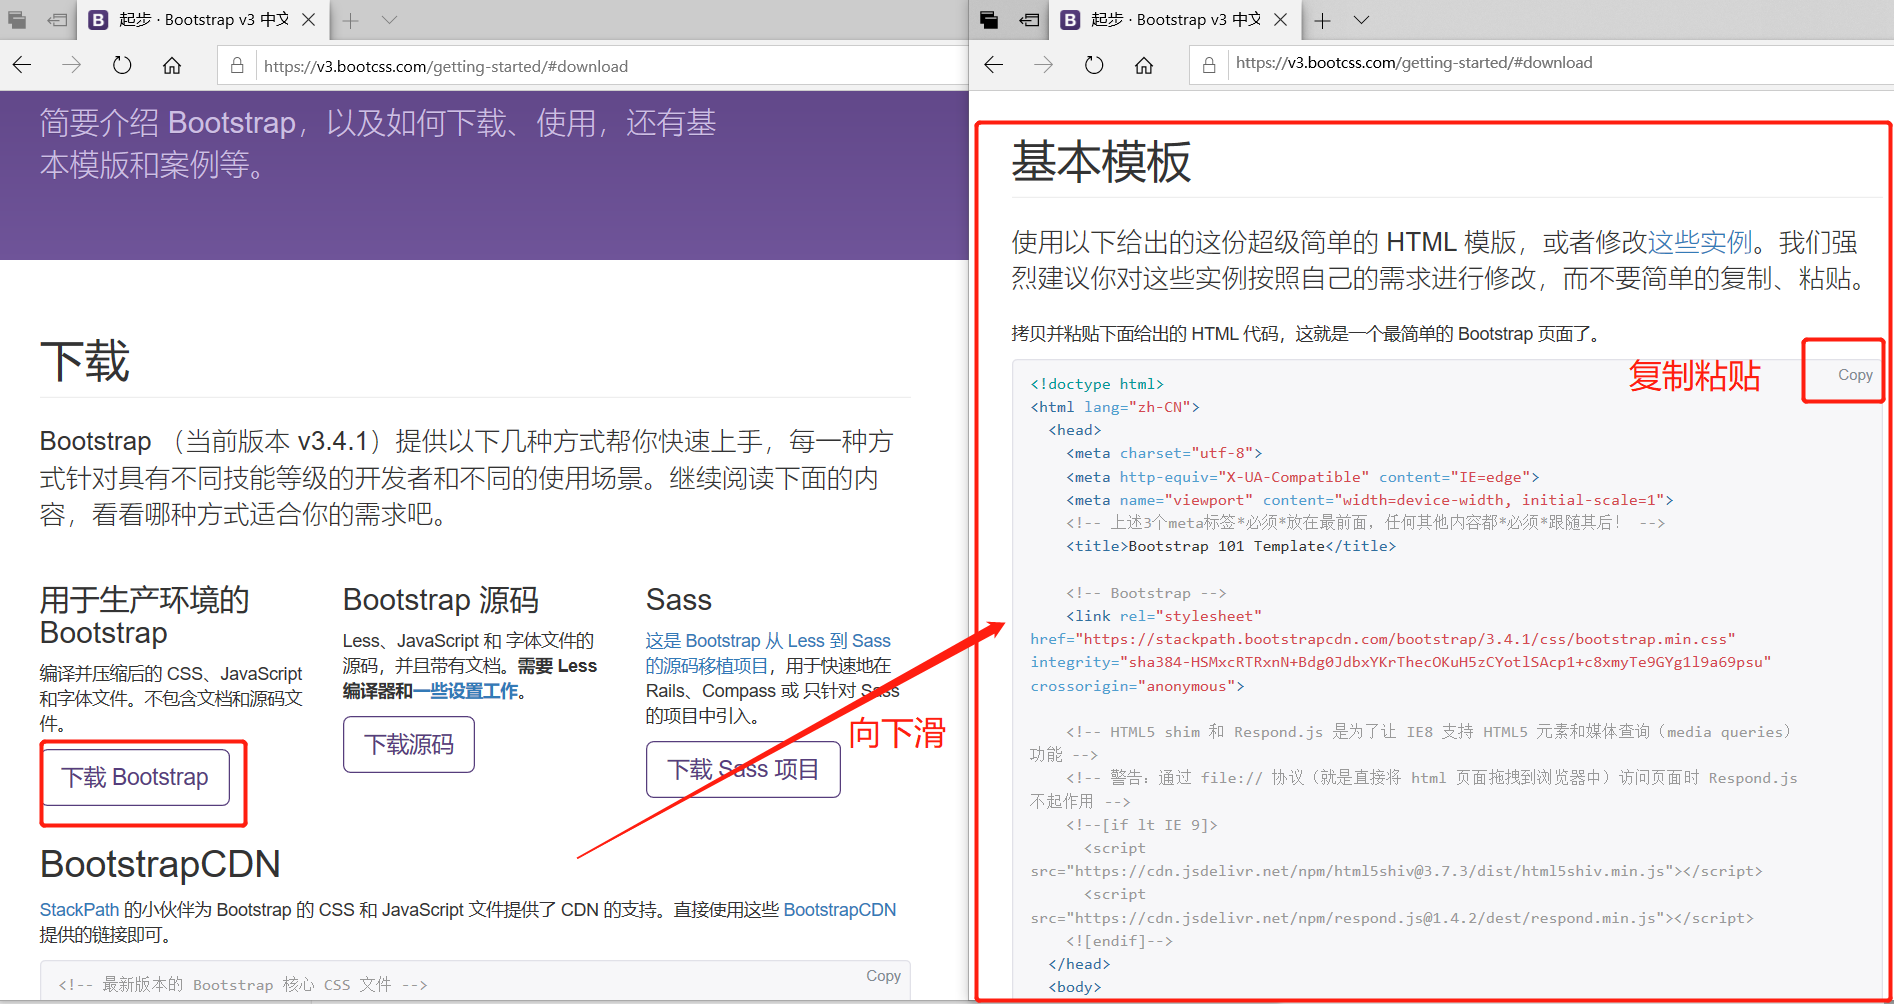 起步 · Bootstrap v3 中文
https://v3.bootcss.com/getting-started/#download
简要介绍 Bootstrap，以及如何下载、使用，还有基
本模版和案例等。
下载
Bootstrap （当前版本 v3.4.1）提供以下几种方式帮你快速上手，每一种方
式针对具有不同技能等级的开发者和不同的使用场景。继续阅读下面的内
容，看看哪种方式适合你的需求吧。
用于生产环境的
Bootstrap
编译并压缩后的 CSS、JavaScript
和字体文件。不包含文档和源码文
件。
下载 Bootstrap
Bootstrap 源码
Less、JavaScript 和 字体文件的
源码，并且带有文档。需要 Less
编译器和一些设置工作。
下载源码
Sass
这是 Bootstrap 从 Less 到 Sass
的源码移植项目，用于快速地在
Rails、Compass 或 只针对 Sass
的项目中引入。
下载 Sass 项目
向下滑
BootstrapCDN
StackPath 的小伙伴为 Bootstrap 的 CSS 和 JavaScript 文件提供了 CDN 的支持。直接使用这些 BootstrapCDN
提供的链接即可。
Copy
<!-- 最新版本的 Bootstrap 核心 CSS 文件 -->
起步 · Bootstrap v3 中文
https://v3.bootcss.com/getting-started/#download
基本模板
使用以下给出的这份超级简单的 HTML 模版，或者修改这些实例。我们强
烈建议你对这些实例按照自己的需求进行修改，而不要简单的复制、粘贴。
拷贝并粘贴下面给出的 HTML 代码，这就是一个最简单的 Bootstrap 页面了。
复制粘贴
Copy
<!doctype html>
<html lang="zh-CN">
<head>
<meta charset="utf-8">
<meta http-equiv="X-UA-Compatible" content="IE=edge">
<meta name="viewport" content="width=device-width, initial-scale=1">
<!-- 上述3个meta标签*必须*放在最前面，任何其他内容都*必须*跟随其后！ -->
<title>Bootstrap 101 Template</title>
<!-- Bootstrap -->
<link rel="stylesheet"
href="https://stackpath.bootstrapcdn.com/bootstrap/3.4.1/css/bootstrap.min.css"
integrity="sha384-HSMxcRTRxnN+Bdg0JdbxYKrThecOKuH5zCYotlSAcp1+c8xmyTe9GYg1l9a69psu"
crossorigin="anonymous">
<!-- HTML5 shim 和 Respond.js 是为了让 IE8 支持 HTML5 元素和媒体查询（media queries）
功能 -->
<!-- 警告：通过 file:// 协议（就是直接将 html 页面拖拽到浏览器中）访问页面时 Respond.js
不起作用 -->
<!--[if lt IE 9]>
<script
src="https://cdn.jsdelivr.net/npm/html5shiv@3.7.3/dist/html5shiv.min.js"></script>
<script
src="https://cdn.jsdelivr.net/npm/respond.js@1.4.2/dest/respond.min.js"></script>
<![endif]-->
</head>
<body>